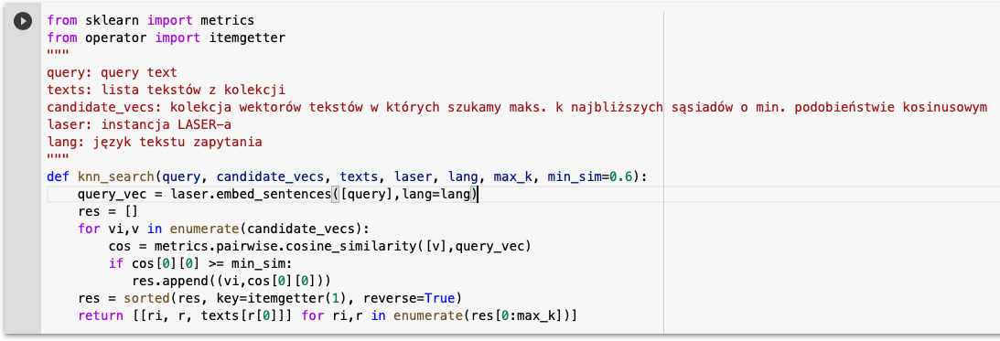 from sklearn import metrics
from operator import itemgetter
"""
query: query text
texts: lista tekstów z kolekcji
candidate_vecs: kolekcja wektorów tekstów w których szukamy maks. k najbliższych sąsiadów o min. podobieństwie kosinusowym
laser: instancja LASER-a
lang: język tekstu zapytania
"""
def knn_search(query, candidate_vecs, texts, laser, lang, max_k, min_sim=0.6):
    query_vec = laser.embed_sentences([query],lang=lang)
    res = []
    for vi,v in enumerate(candidate_vecs):
        cos = metrics.pairwise.cosine_similarity([v],query_vec)
        if cos[0][0] >= min_sim:
           res.append((vi,cos[0][0]))
    res = sorted(res, key=itemgetter(1), reverse=True)
    return [[ri, r, texts[r[0]]] for ri,r in enumerate(res[0:max_k])]